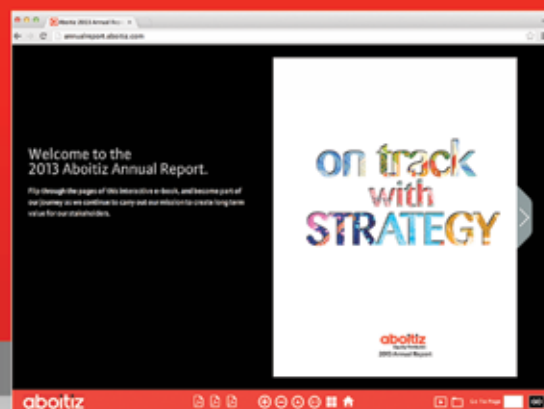 Aboitiz 2013 Annual Rep
annualreport.aboitiz.com
Welcome to the
2013 Aboitiz Annual Report.
Flip through the pages of this interactive e-book, and become part of
our journey as we continue to carry out our mission to create long term
value for our stakeholders.
on track
with
STRATEGY
aboitiz
Equity Ventures
2013 Annual Report
aboitiz
Go To Page
GO